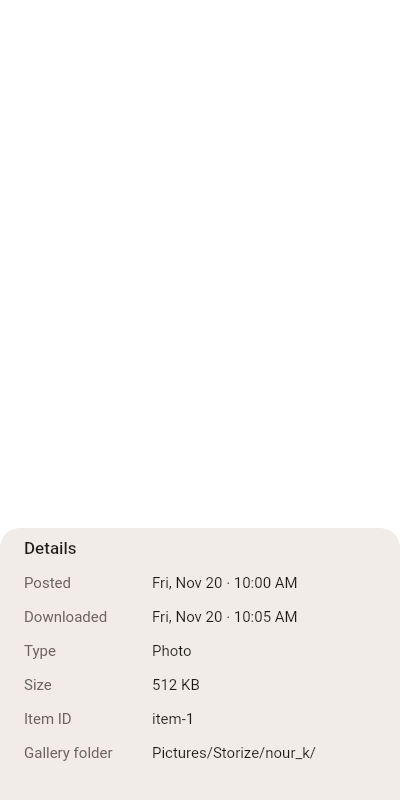 Details
Posted Fri, Nov 20 · 10:00 AM
Downloaded Fri, Nov 20 · 10:05 AM
Type Photo
Size 512 KB
Item ID item-1
Gallery folder Pictures/Storize/nour_k/